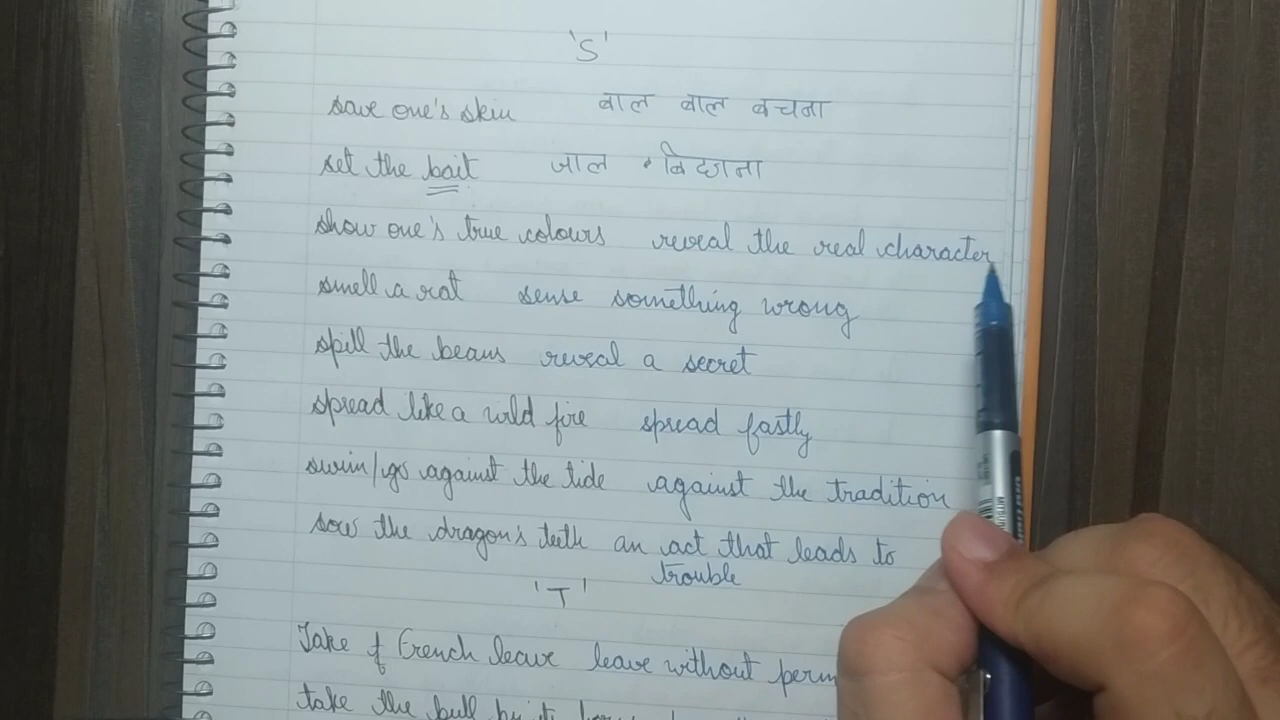 'S'
save one's skin बाल बाल बचना
set the bait जाल बिछाना
show one's true colours reveal the real character
smell a rat sense something wrong
spill the beans reveal a secret
spread like a wild fire spread fastly
swim/go against the tide against the tradition
sow the dragon's teeth an act that leads to
trouble
'T'
Take French leave leave without
take the bull by